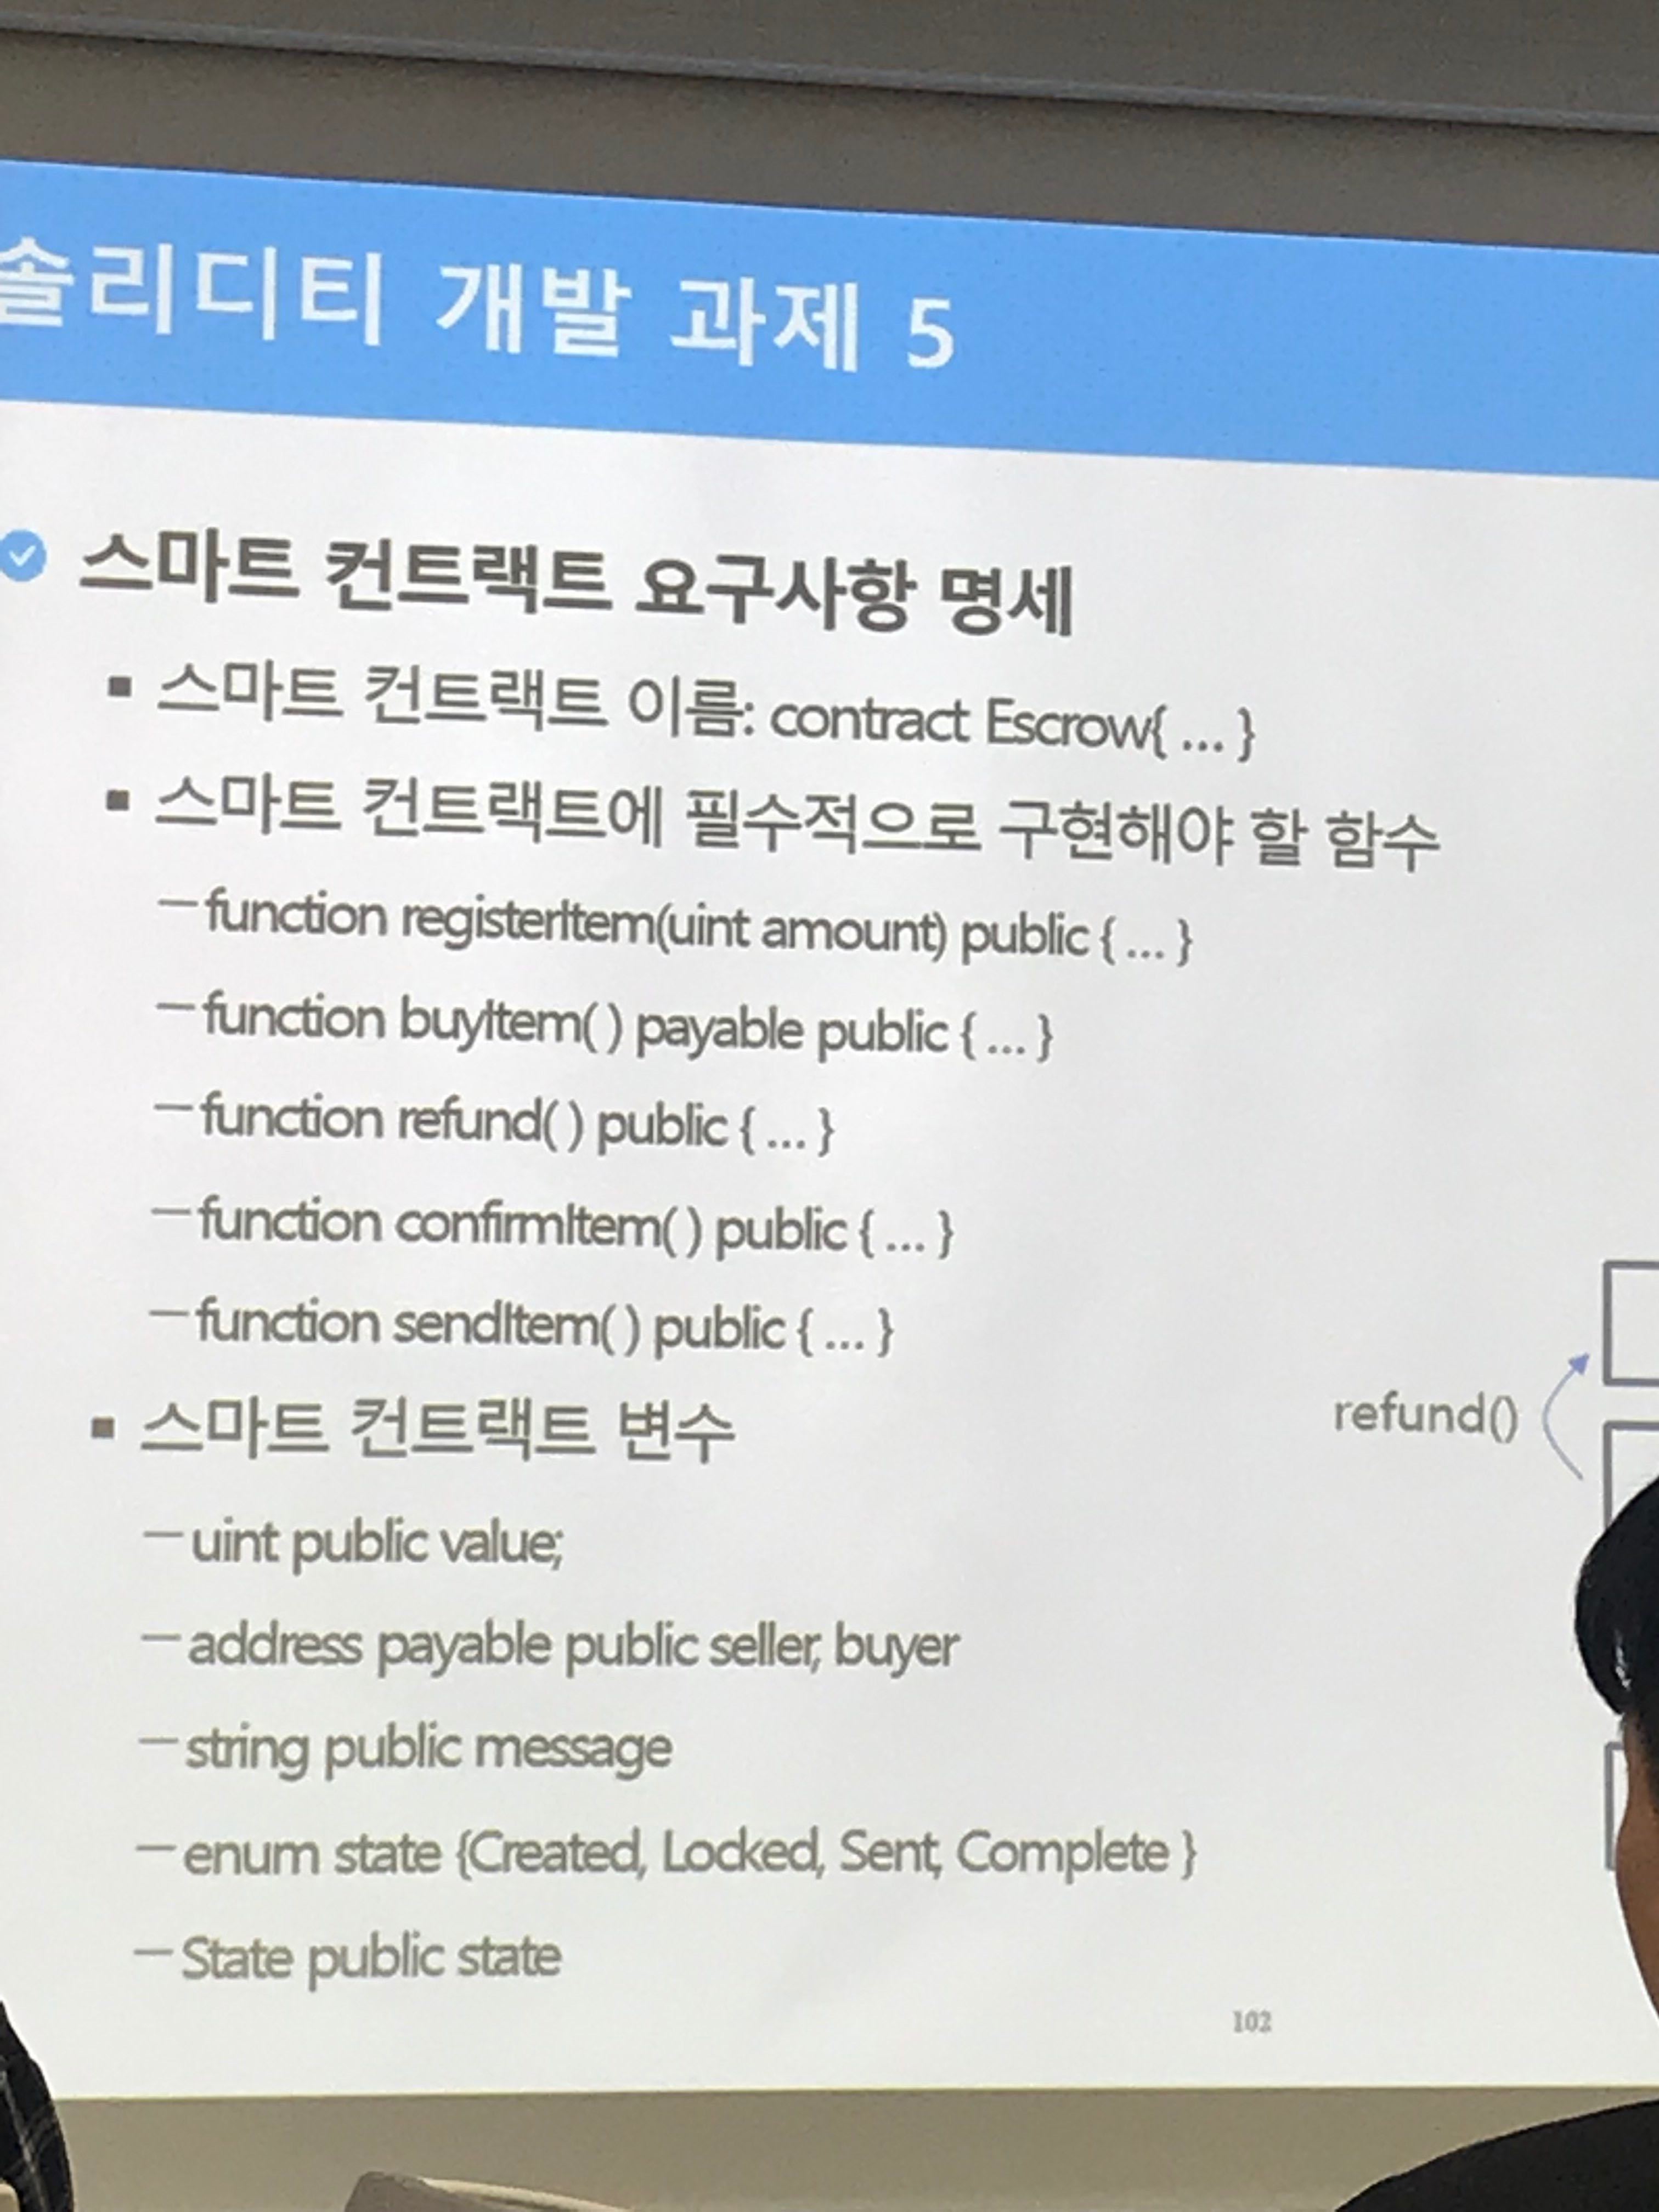 솔리디티 개발 과제 5
스마트 컨트랙트 요구사항 명세
▪ 스마트 컨트랙트 이름: contract Escrow{ ... }
▪ 스마트 컨트랙트에 필수적으로 구현해야 할 함수
–function registerItem(uint amount) public { ... }
–function buyItem( ) payable public { ... }
–function refund( ) public { ... }
–function confirmItem( ) public { ... }
–function sendItem( ) public { ... }
▪ 스마트 컨트랙트 변수
–uint public value;
–address payable public seller, buyer
–string public message
–enum state {Created, Locked, Sent, Complete }
–State public state
refund()
102